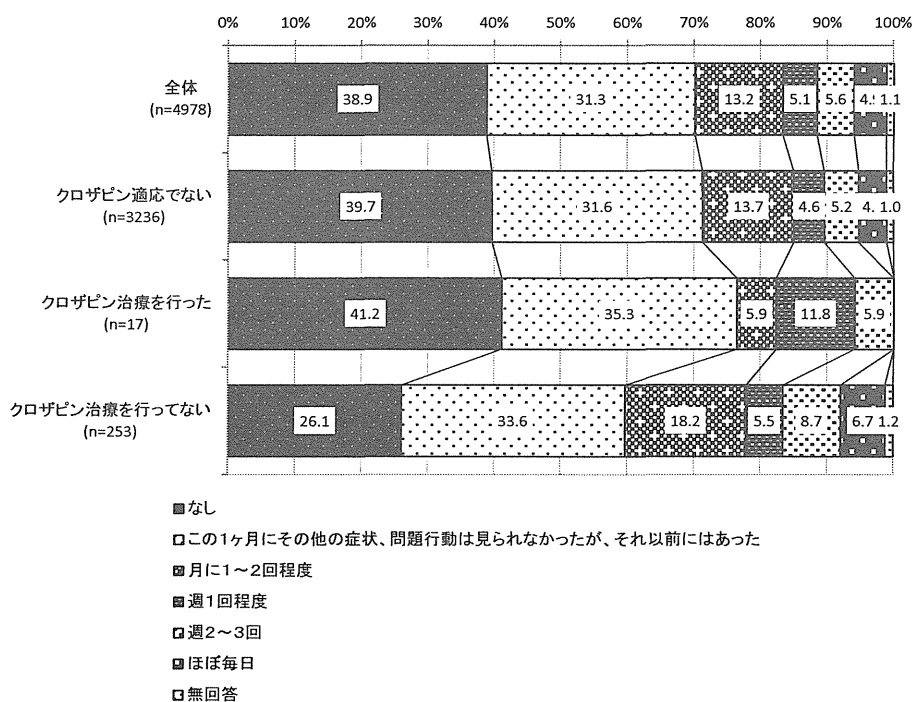 0% 10% 20% 30% 40% 50% 60% 70% 80% 90% 100%
全体
(n=4978)
38.9 31.3 13.2 5.1 5.6 4. 1.1
クロザピン適応でない
(n=3236)
39.7 31.6 13.7 4.6 5.2 4. 1.0
クロザピン治療を行った
(n=17)
41.2 35.3 5.9 11.8 5.9
クロザピン治療を行ってない
(n=253)
26.1 33.6 18.2 5.5 8.7 6.7 1.2
なし
この1ヶ月にその他の症状、問題行動は見られなかったが、それ以前にはあった
月に1～2回程度
週1回程度
週2～3回
ほぼ毎日
無回答